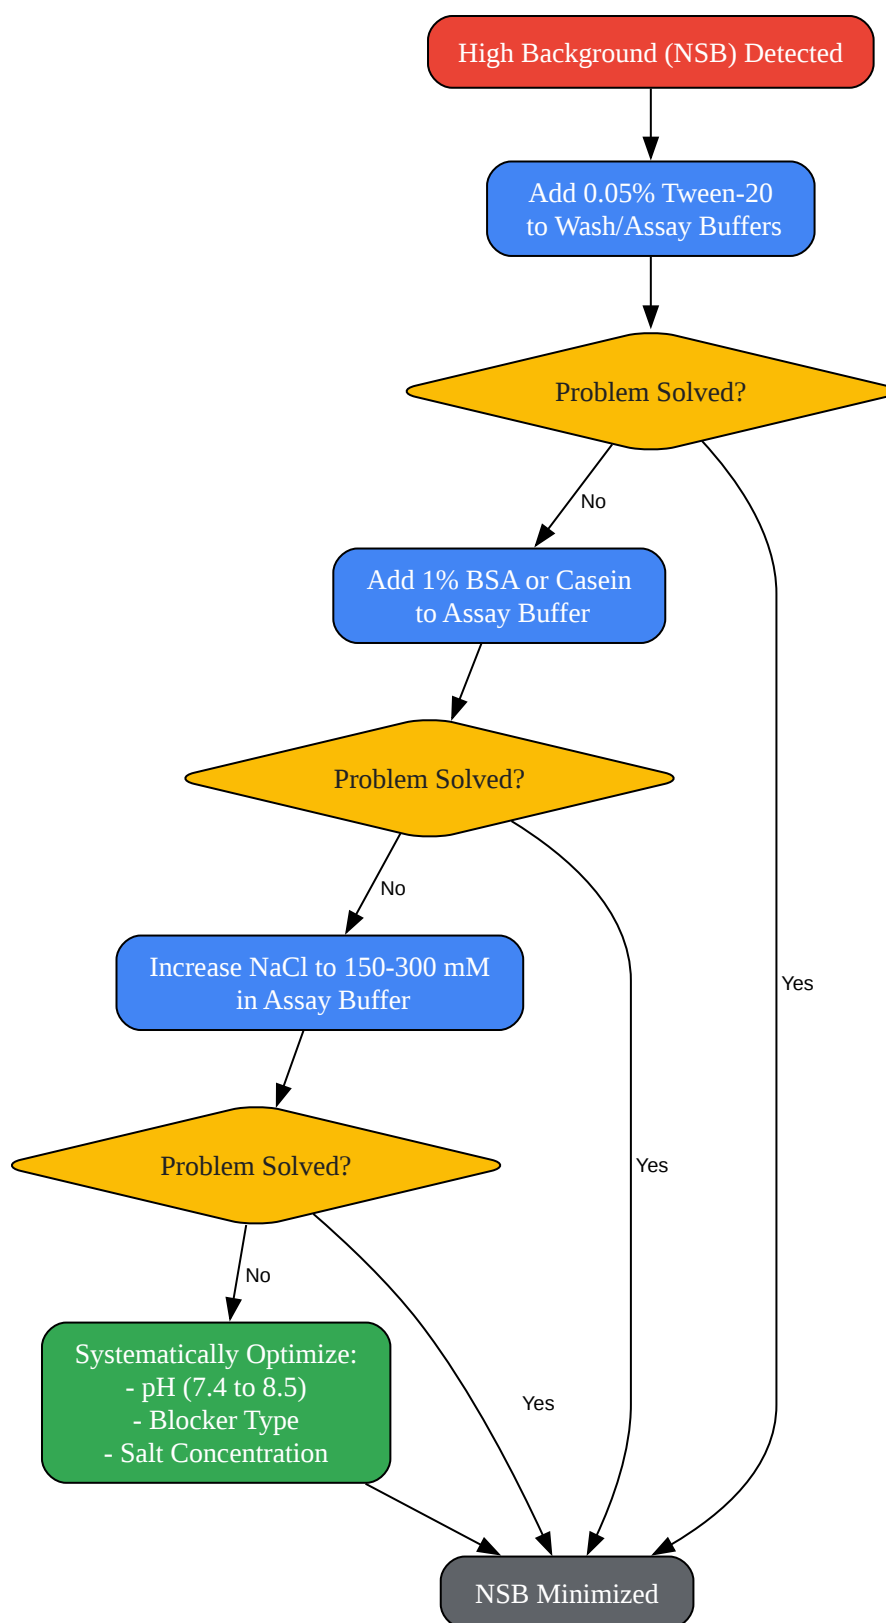 High Background (NSB) Detected
Add 0.05% Tween-20
to Wash/Assay Buffers
Problem Solved?
No
Add 1% BSA or Casein
to Assay Buffer
Problem Solved?
No
Increase NaCl to 150-300 mM
in Assay Buffer
Yes
Problem Solved?
Yes
No
Systematically Optimize:
- pH (7.4 to 8.5)
- Blocker Type
- Salt Concentration
Yes
NSB Minimized